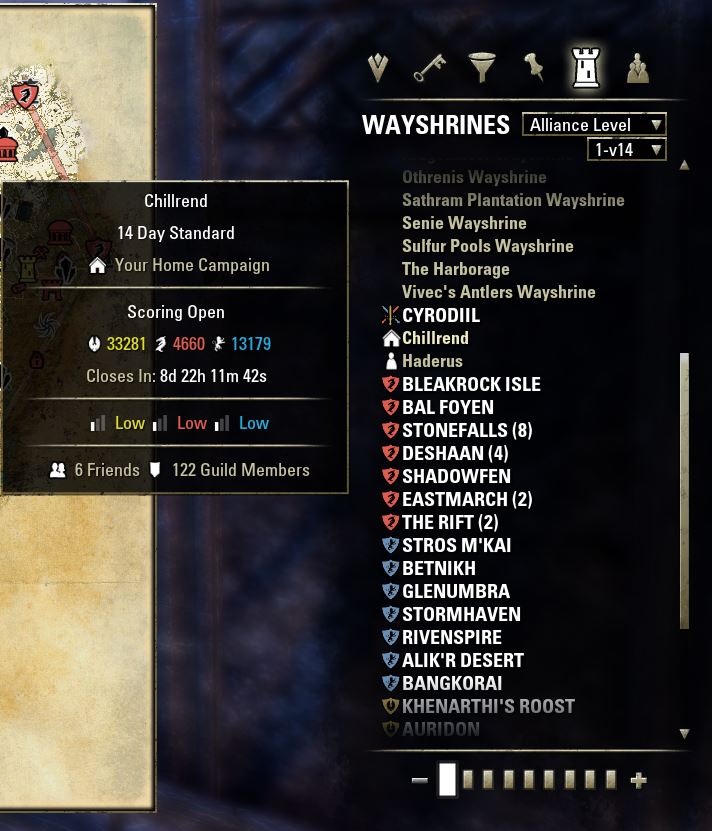 WAYSHRINES
Alliance Level
1-v14
Othrenis Wayshrine
Sathram Plantation Wayshrine
Senie Wayshrine
Sulfur Pools Wayshrine
The Harborage
Vivec's Antlers Wayshrine
CYRODIIL
Chillrend
Haderus
BLEAKROCK ISLE
BAL FOYEN
STONEFALLS (8)
DESHAAN (4)
SHADOWFEN
EASTMARCH (2)
THE RIFT (2)
STROS M'KAI
BETNIKH
GLENUMBRA
STORMHAVEN
RIVENSPIRE
ALIK'R DESERT
BANGKORAI
KHENARTHI'S ROOST
AURIDON
Chillrend
14 Day Standard
Your Home Campaign
Scoring Open
33281 4660 13179
Closes In: 8d 22h 11m 42s
Low Low Low
6 Friends 122 Guild Members